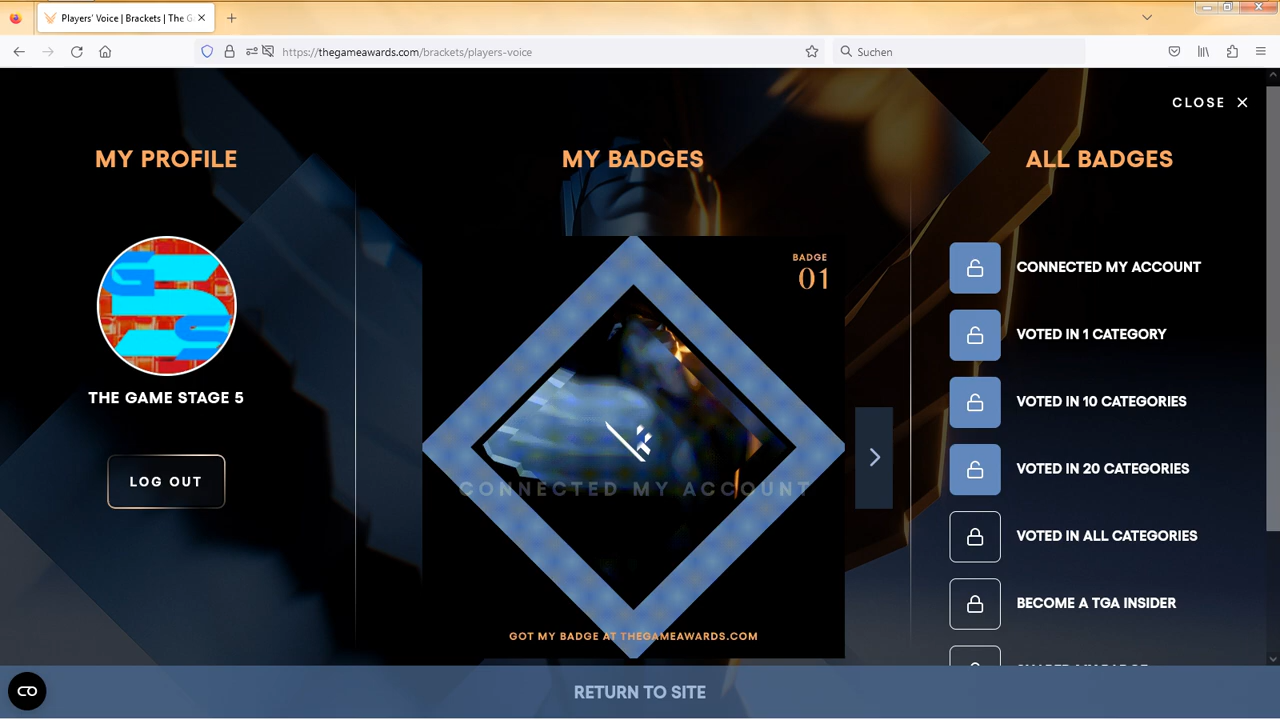 Players' Voice | Brackets | The G
https://thegameawards.com/brackets/players-voice
Suchen
CLOSE
MY PROFILE
THE GAME STAGE 5
LOG OUT
MY BADGES
BADGE
01
CONNECTED MY ACCOUNT
GOT MY BADGE AT THEGAMEAWARDS.COM
ALL BADGES
CONNECTED MY ACCOUNT
VOTED IN 1 CATEGORY
VOTED IN 10 CATEGORIES
VOTED IN 20 CATEGORIES
VOTED IN ALL CATEGORIES
BECOME A TGA INSIDER
RETURN TO SITE